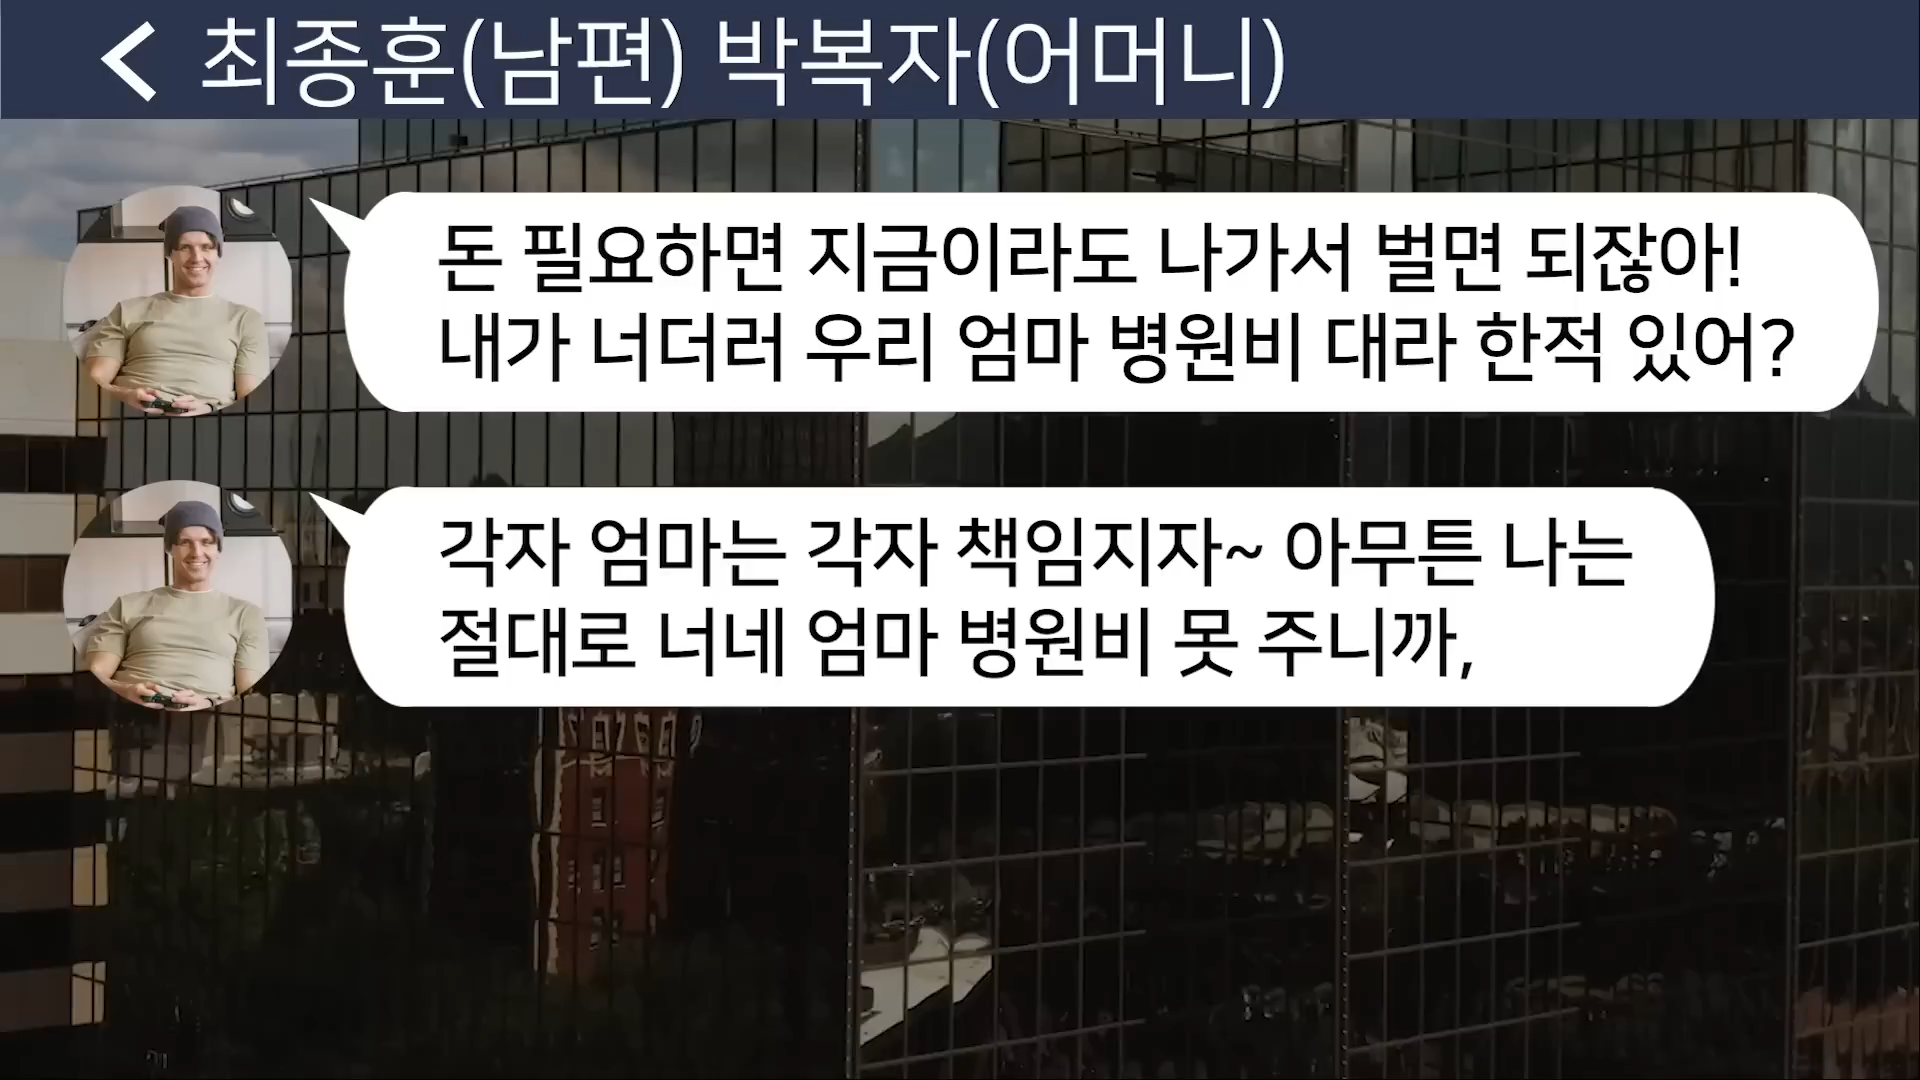 최종훈(남편) 박복자(어머니)
돈 필요하면 지금이라도 나가서 벌면 되잖아!
내가 너더러 우리 엄마 병원비 대라 한적 있어?
각자 엄마는 각자 책임지자~ 아무튼 나는
절대로 너네 엄마 병원비 못 주니까,